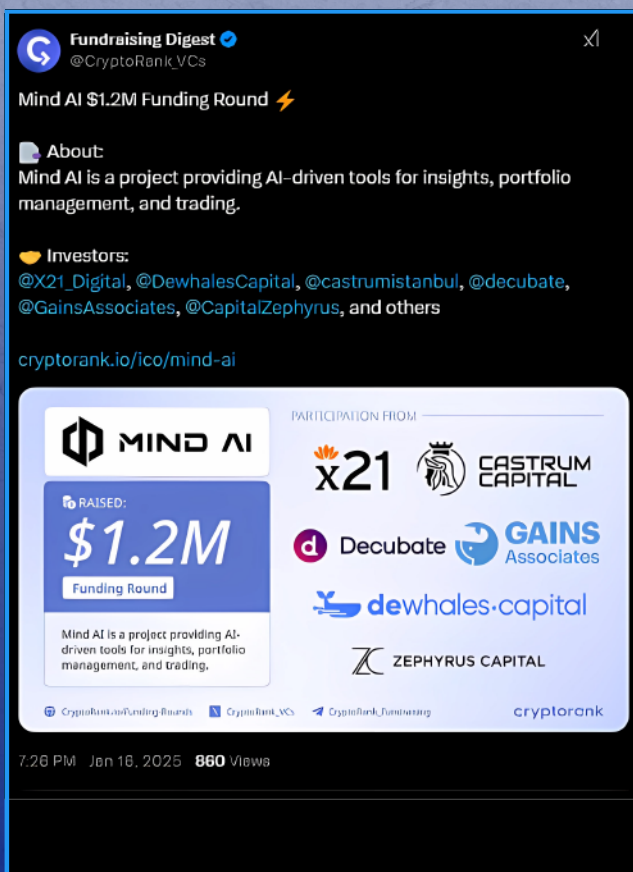 Fundraising Digest
@CryptoRank_VCs
Mind AI $1.2M Funding Round ⚡
About:
Mind AI is a project providing AI-driven tools for insights, portfolio
management, and trading.
Investors:
@X21_Digital, @DewhalesCapital, @castrumistanbul, @decubate,
@GainsAssociates, @CapitalZephyrus, and others
cryptorank.io/ico/mind-ai
MIND AI
RAISED:
$1.2M
Funding Round
Mind AI is a project providing AI-
driven tools for insights, portfolio
management, and trading.
PARTICIPATION FROM
x21
CASTRUM
CAPITAL
Decubate
GAINS
Associates
dewhales·capital
ZEPHYRUS CAPITAL
CryptoRank_VCs
cryptorank
7:26 PM Jan 16, 2025 860 Views